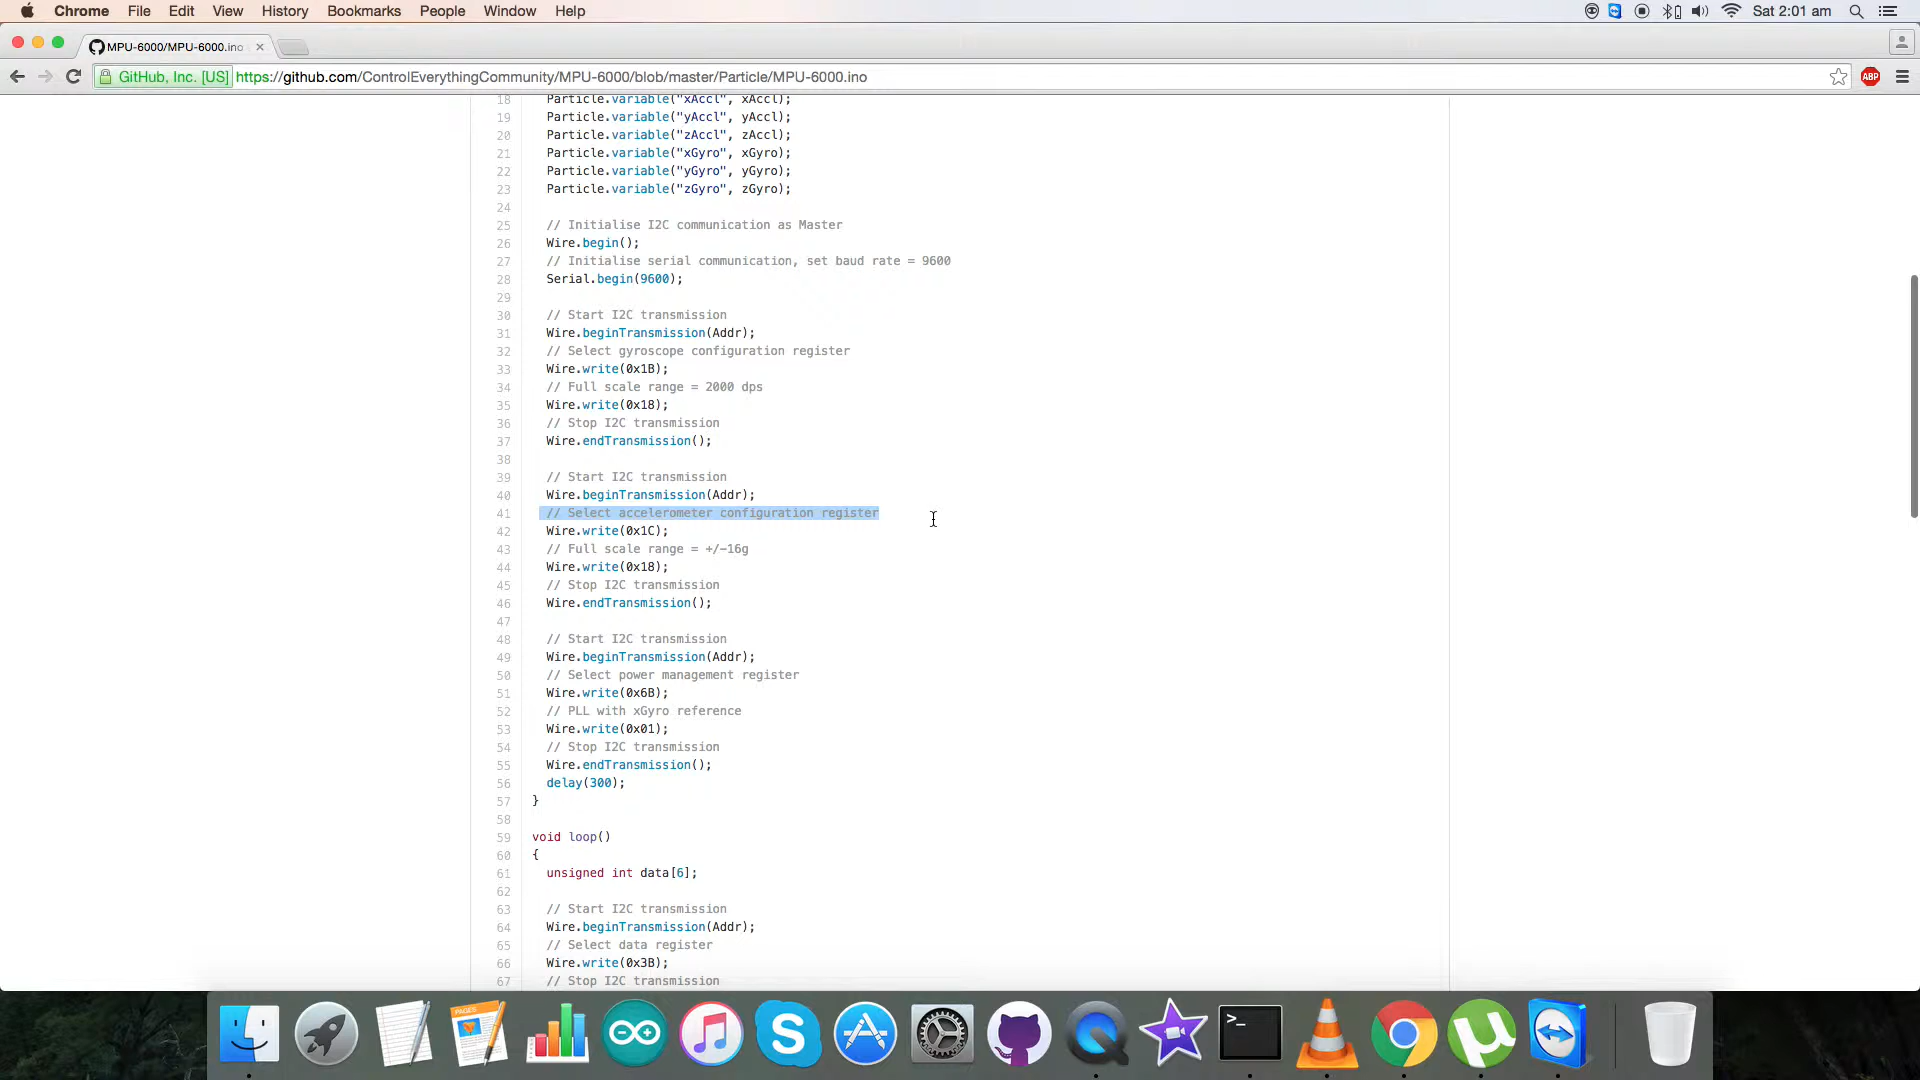 Chrome File Edit View History Bookmarks People Window Help Sat 2:01 am
MPU-6000/MPU-6000.ino
GitHub, Inc. [US] https://github.com/ControlEverythingCommunity/MPU-6000/blob/master/Particle/MPU-6000.ino
ABP
18 Particle.variable("xAccl", xAccl);
19 Particle.variable("yAccl", yAccl);
20 Particle.variable("zAccl", zAccl);
21 Particle.variable("xGyro", xGyro);
22 Particle.variable("yGyro", yGyro);
23 Particle.variable("zGyro", zGyro);
24
25 // Initialise I2C communication as Master
26 Wire.begin();
27 // Initialise serial communication, set baud rate = 9600
28 Serial.begin(9600);
29
30 // Start I2C transmission
31 Wire.beginTransmission(Addr);
32 // Select gyroscope configuration register
33 Wire.write(0x1B);
34 // Full scale range = 2000 dps
35 Wire.write(0x18);
36 // Stop I2C transmission
37 Wire.endTransmission();
38
39 // Start I2C transmission
40 Wire.beginTransmission(Addr);
41 // Select accelerometer configuration register
42 Wire.write(0x1C);
43 // Full scale range = +/-16g
44 Wire.write(0x18);
45 // Stop I2C transmission
46 Wire.endTransmission();
47
48 // Start I2C transmission
49 Wire.beginTransmission(Addr);
50 // Select power management register
51 Wire.write(0x6B);
52 // PLL with xGyro reference
53 Wire.write(0x01);
54 // Stop I2C transmission
55 Wire.endTransmission();
56 delay(300);
57 }
58
59 void loop()
60 {
61 unsigned int data[6];
62
63 // Start I2C transmission
64 Wire.beginTransmission(Addr);
65 // Select data register
66 Wire.write(0x3B);
67 // Stop I2C transmission
PAGES